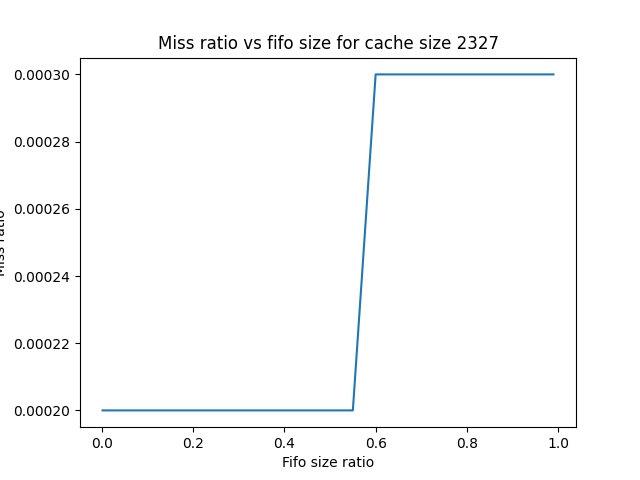 Miss ratio vs fifo size for cache size 2327
0.00030
0.00028
0.00026
0.00024
0.00022
0.00020
Miss ratio
0.0 0.2 0.4 0.6 0.8 1.0
Fifo size ratio